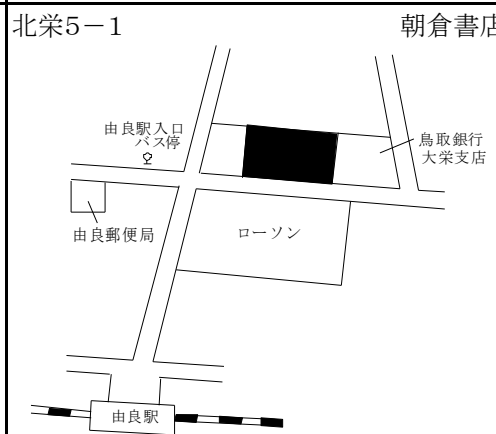 北栄5-1
朝倉書店
由良駅入口
バス停
鳥取銀行
大栄支店
由良郵便局
ローソン
由良駅